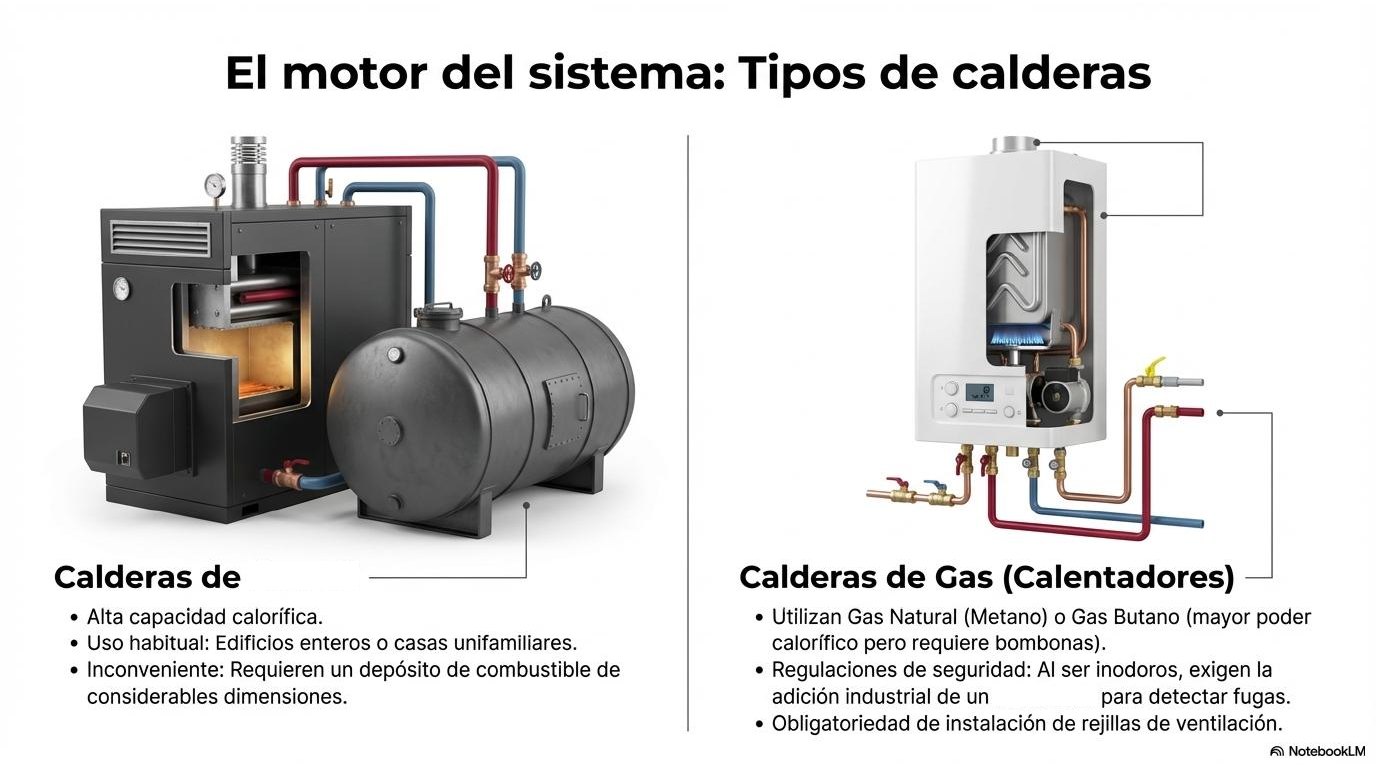 El motor del sistema: Tipos de calderas
Calderas de
• Alta capacidad calorífica.
• Uso habitual: Edificios enteros o casas unifamiliares.
• Inconveniente: Requieren un depósito de combustible de
considerables dimensiones.
Calderas de Gas (Calentadores)
• Utilizan Gas Natural (Metano) o Gas Butano (mayor poder
calorífico pero requiere bombonas).
• Regulaciones de seguridad: Al ser inodoros, exigen la
adición industrial de un para detectar fugas.
• Obligatoriedad de instalación de rejillas de ventilación.
NotebookLM